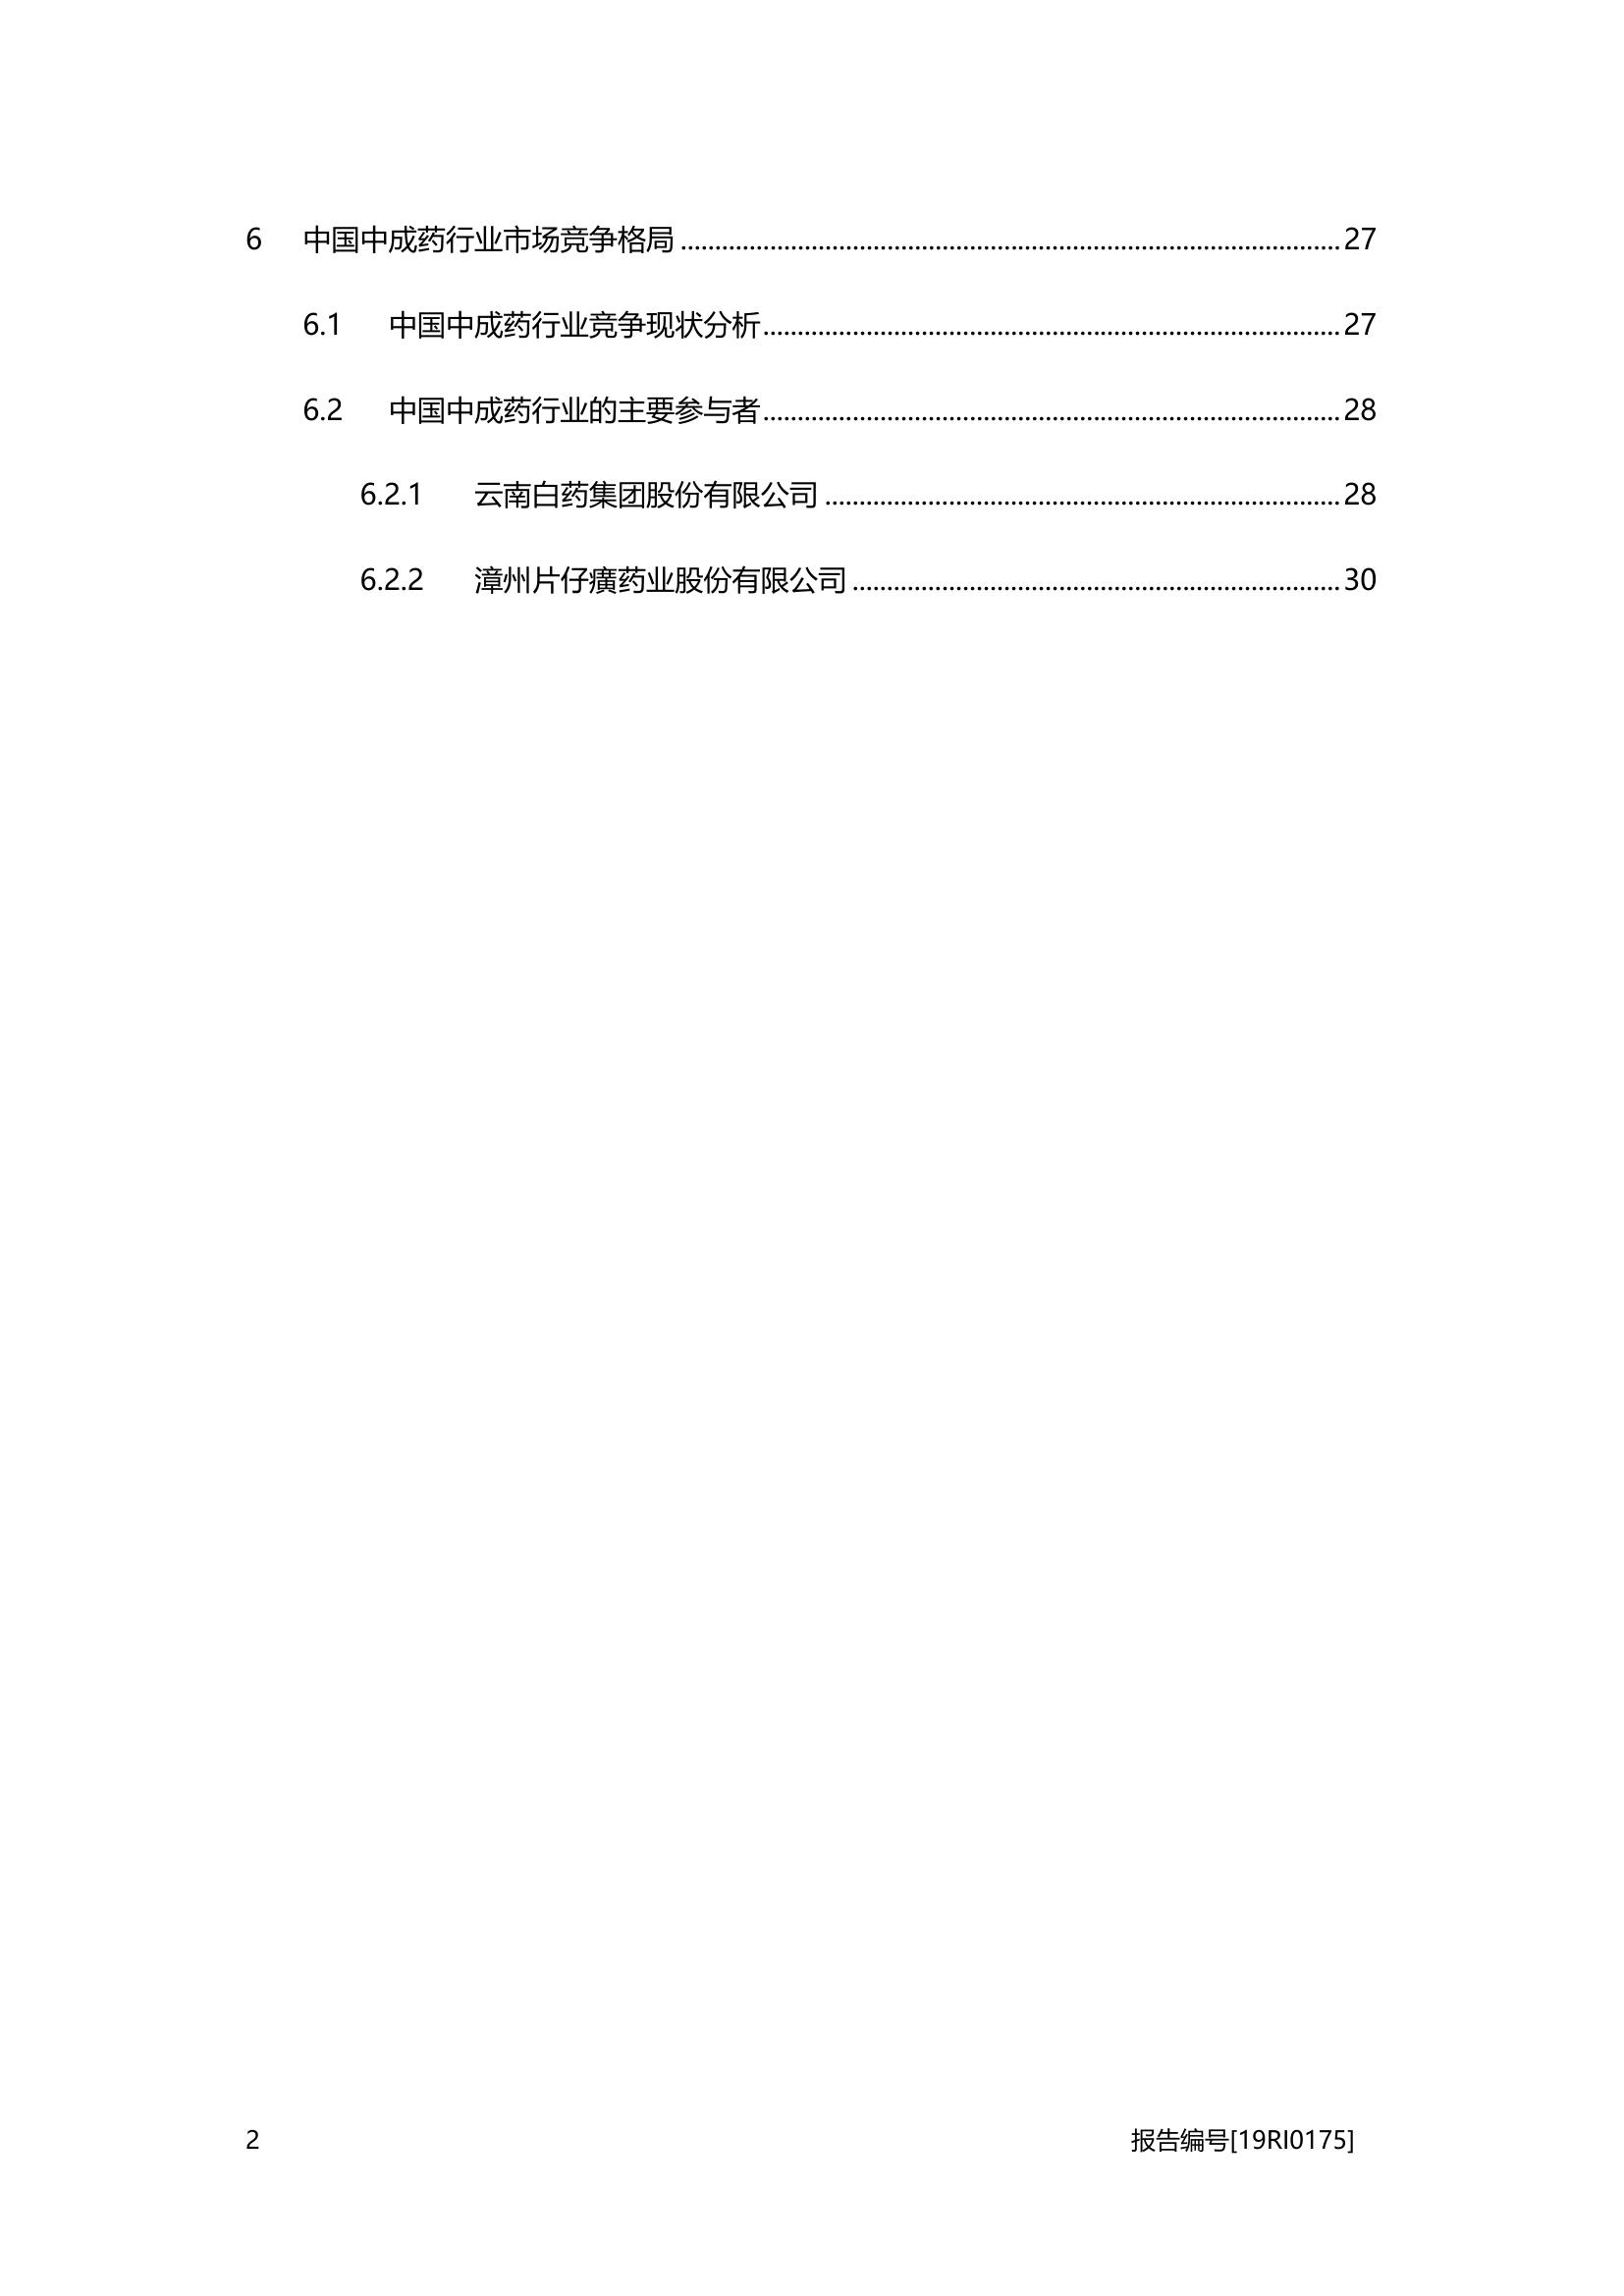 6 中国中成药行业市场竞争格局 ........................................................................ 27
6.1 中国中成药行业竞争现状分析 ........................................................................ 27
6.2 中国中成药行业的主要参与者 ........................................................................ 28
6.2.1 云南白药集团股份有限公司 ........................................................................ 28
6.2.2 漳州片仔癀药业股份有限公司 ........................................................................ 30
2 报告编号[19RI0175]